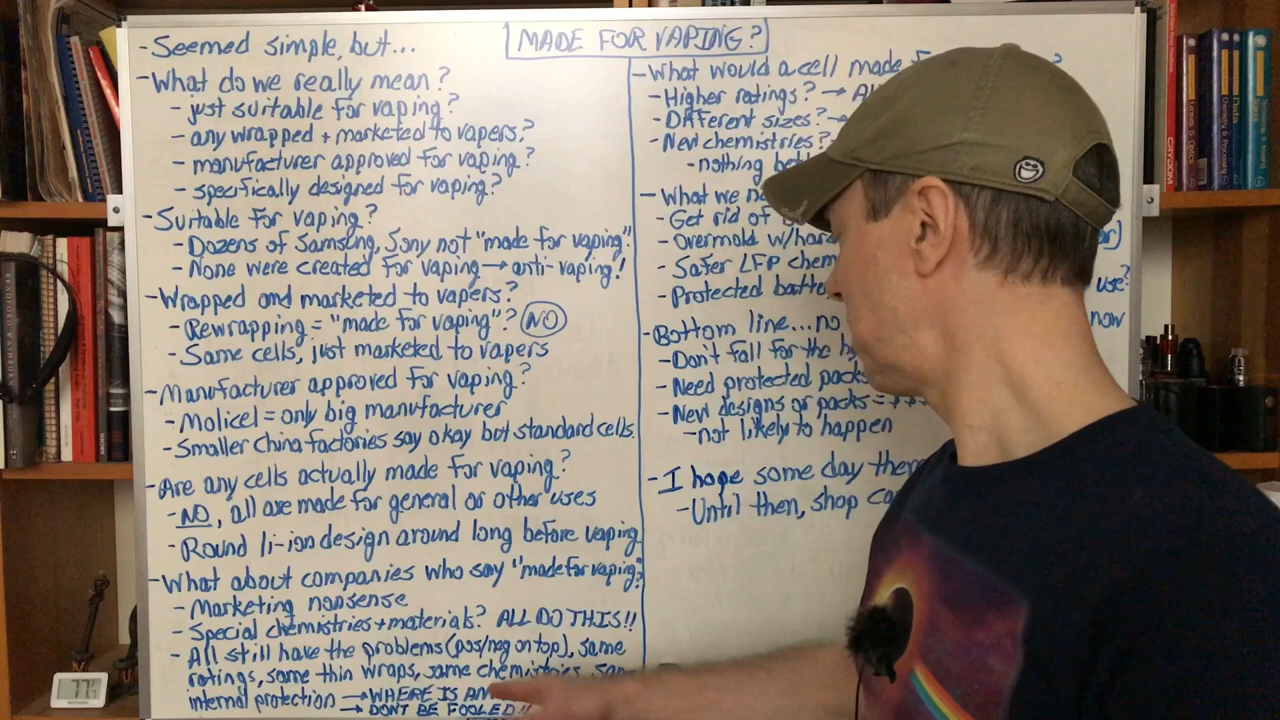 MADE FOR VAPING?
-Seemed simple, but...
-What do we really mean?
-just suitable for vaping?
-any wrapped + marketed to vapers?
-manufacturer approved for vaping?
-specifically designed for vaping?
-Suitable for vaping?
-Dozens of Samsung, Sony not "made for vaping"
-None were created for vaping→anti-vaping!
-Wrapped and marketed to vapers?
-Rewrapping = "made for vaping"? NO
-Same cells, just marketed to vapers
-Manufacturer approved for vaping?
-Molicel = only big manufacturer
-Smaller China factories say okay but standard cells.
-Are any cells actually made for vaping?
-NO, all are made for general or other uses
-Round li-ion design around long before vaping
-What about companies who say "made for vaping"?
-Marketing nonsense
-Special chemistries+materials? ALL DO THIS!!
-All still have the problems (pos/neg on top), same
ratings, same thin wraps, same chemistries,
internal protection →WHERE IS
→DONT BE FOOLED!!
-What would a cell made
-Higher ratings?→
-Different sizes?→
-New chemistries?
-nothing
-What we
-Get rid of
-Overmold w/
-Safer LFP
-Protected
use?
now
-Bottom line...no
-Don't fall for the
-Need protected packs
-New designs or packs =
-not likely to happen
-I hope some day
-Until then, shop
77